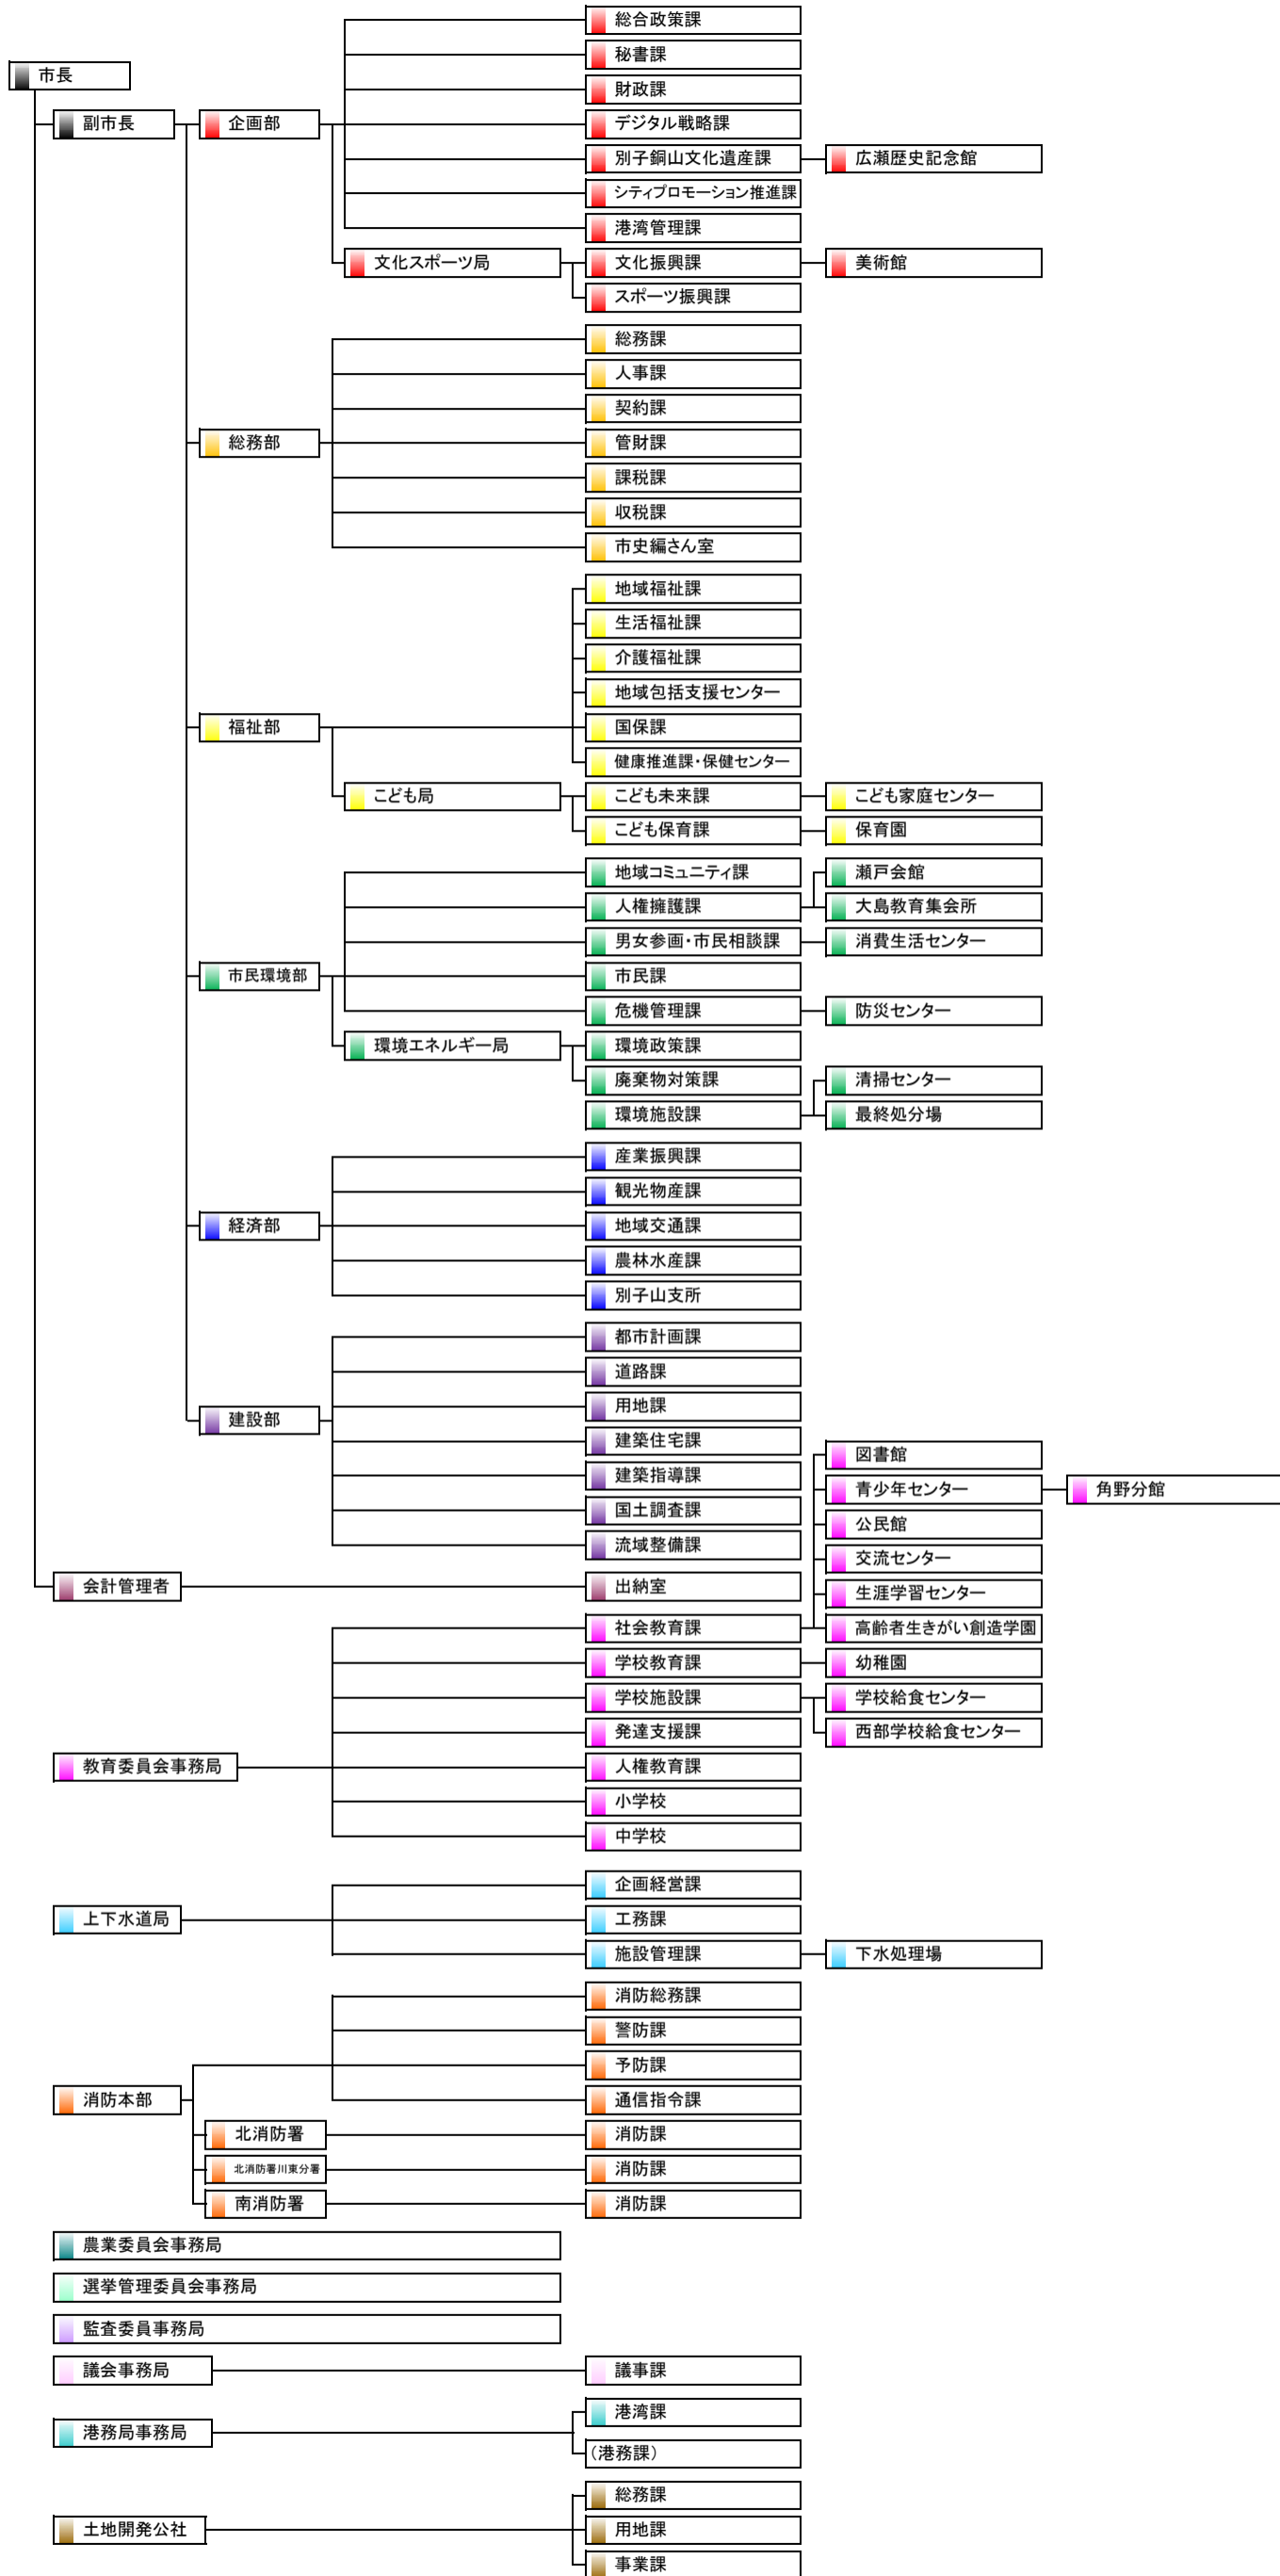 市長
副市長
企画部
総合政策課
秘書課
財政課
デジタル戦略課
別子銅山文化遺産課
広瀬歴史記念館
シティプロモーション推進課
港湾管理課
文化スポーツ局
文化振興課
美術館
スポーツ振興課
総務部
総務課
人事課
契約課
管財課
課税課
収税課
市史編さん室
福祉部
地域福祉課
生活福祉課
介護福祉課
地域包括支援センター
国保課
健康推進課・保健センター
こども局
こども未来課
こども家庭センター
こども保育課
保育園
市民環境部
地域コミュニティ課
人権擁護課
瀬戸会館
大島教育集会所
男女参画・市民相談課
消費生活センター
市民課
危機管理課
防災センター
環境エネルギー局
環境政策課
廃棄物対策課
環境施設課
清掃センター
最終処分場
経済部
産業振興課
観光物産課
地域交通課
農林水産課
別子山支所
建設部
都市計画課
道路課
用地課
建築住宅課
建築指導課
国土調査課
流域整備課
会計管理者
出納室
教育委員会事務局
社会教育課
図書館
青少年センター
角野分館
公民館
交流センター
生涯学習センター
高齢者生きがい創造学園
学校教育課
幼稚園
学校施設課
学校給食センター
西部学校給食センター
発達支援課
人権教育課
小学校
中学校
上下水道局
企画経営課
工務課
施設管理課
下水処理場
消防本部
消防総務課
警防課
予防課
通信指令課
北消防署
消防課
北消防署川東分署
消防課
南消防署
消防課
農業委員会事務局
選挙管理委員会事務局
監査委員事務局
議会事務局
議事課
港務局事務局
港湾課
（港務課）
土地開発公社
総務課
用地課
事業課